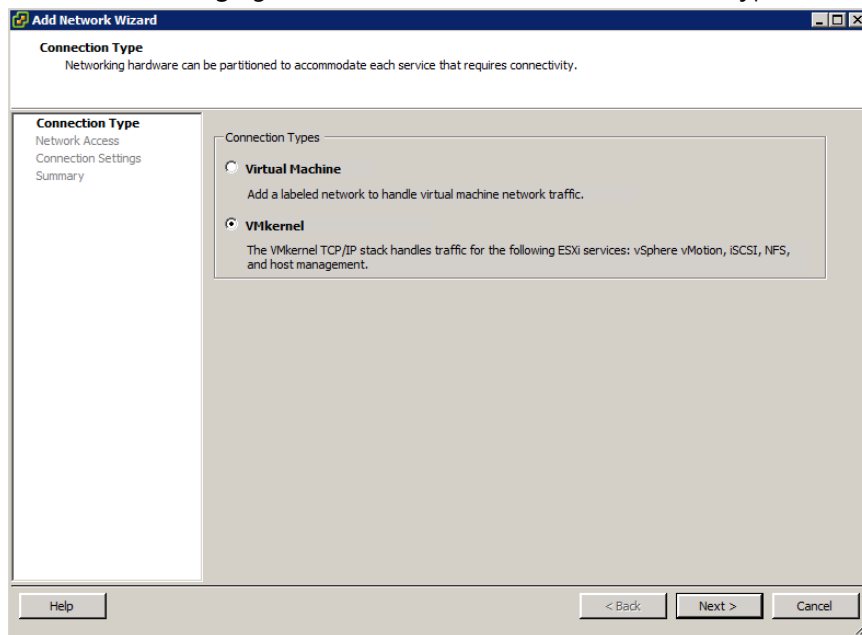 Add Network Wizard
Connection Type
Networking hardware can be partitioned to accommodate each service that requires connectivity.
Connection Type
Network Access
Connection Settings
Summary
Connection Types
Virtual Machine
Add a labeled network to handle virtual machine network traffic.
VMkernel
The VMkernel TCP/IP stack handles traffic for the following ESXi services: vSphere vMotion, iSCSI, NFS,
and host management.
Help
< Back
Next >
Cancel